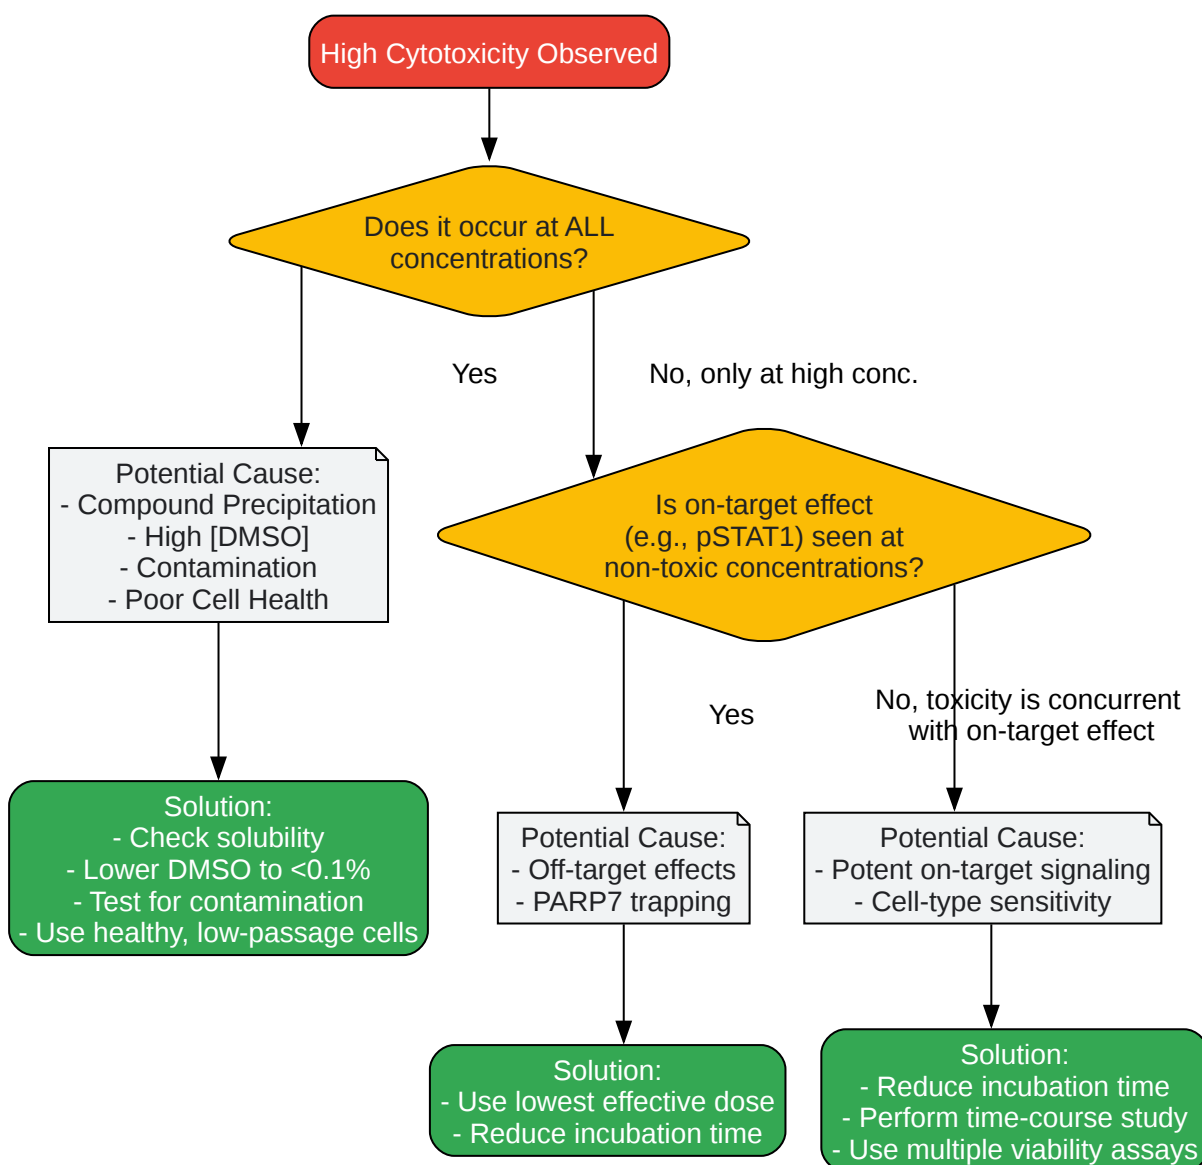 High Cytotoxicity Observed
Does it occur at ALL
concentrations?
Yes
No, only at high conc.
Potential Cause:
- Compound Precipitation
- High [DMSO]
- Contamination
- Poor Cell Health
Is on-target effect
(e.g., pSTAT1) seen at
non-toxic concentrations?
Yes
No, toxicity is concurrent
with on-target effect
Solution:
- Check solubility
- Lower DMSO to <0.1%
- Test for contamination
- Use healthy, low-passage cells
Potential Cause:
- Off-target effects
- PARP7 trapping
Potential Cause:
- Potent on-target signaling
- Cell-type sensitivity
Solution:
- Use lowest effective dose
- Reduce incubation time
Solution:
- Reduce incubation time
- Perform time-course study
- Use multiple viability assays